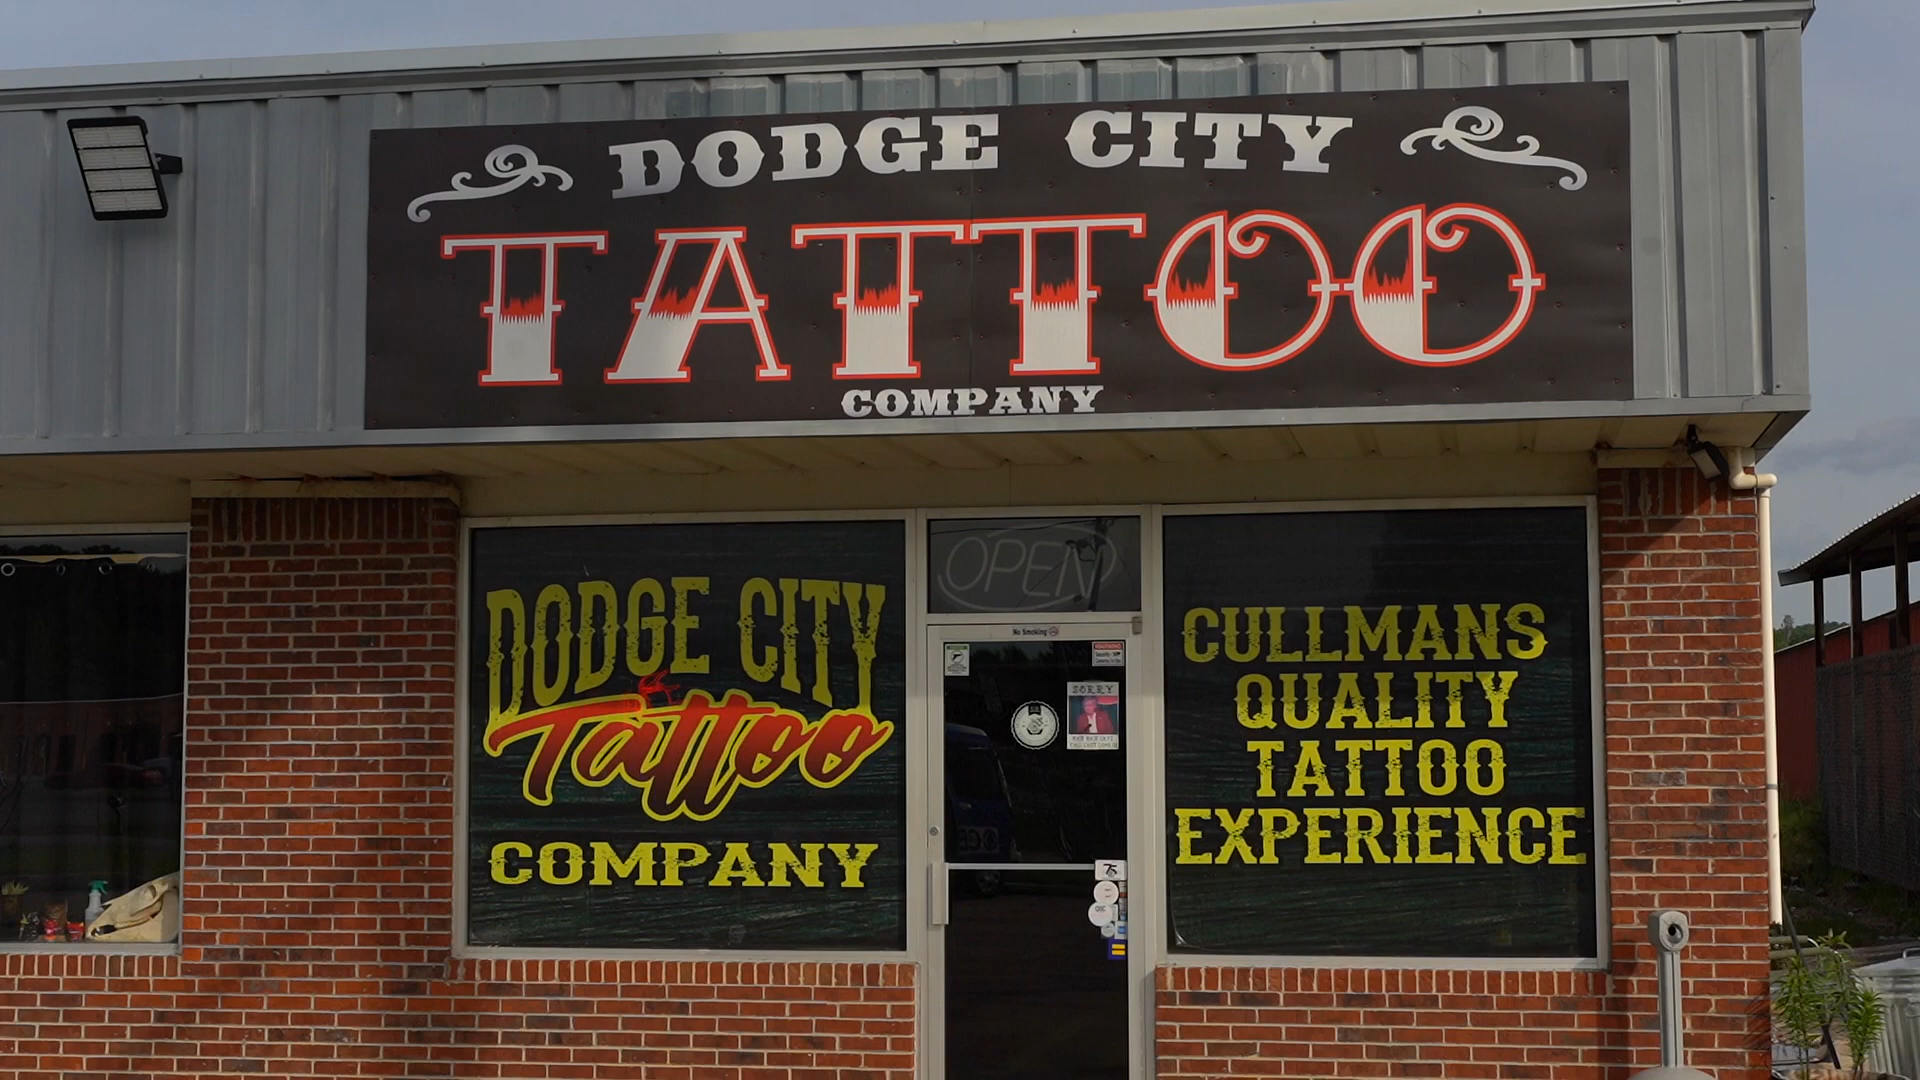 DODGE CITY
TATTOO
COMPANY
DODGE CITY
Tattoo
COMPANY
OPEN
No Smoking
SORRY
CULLMANS
QUALITY
TATTOO
EXPERIENCE